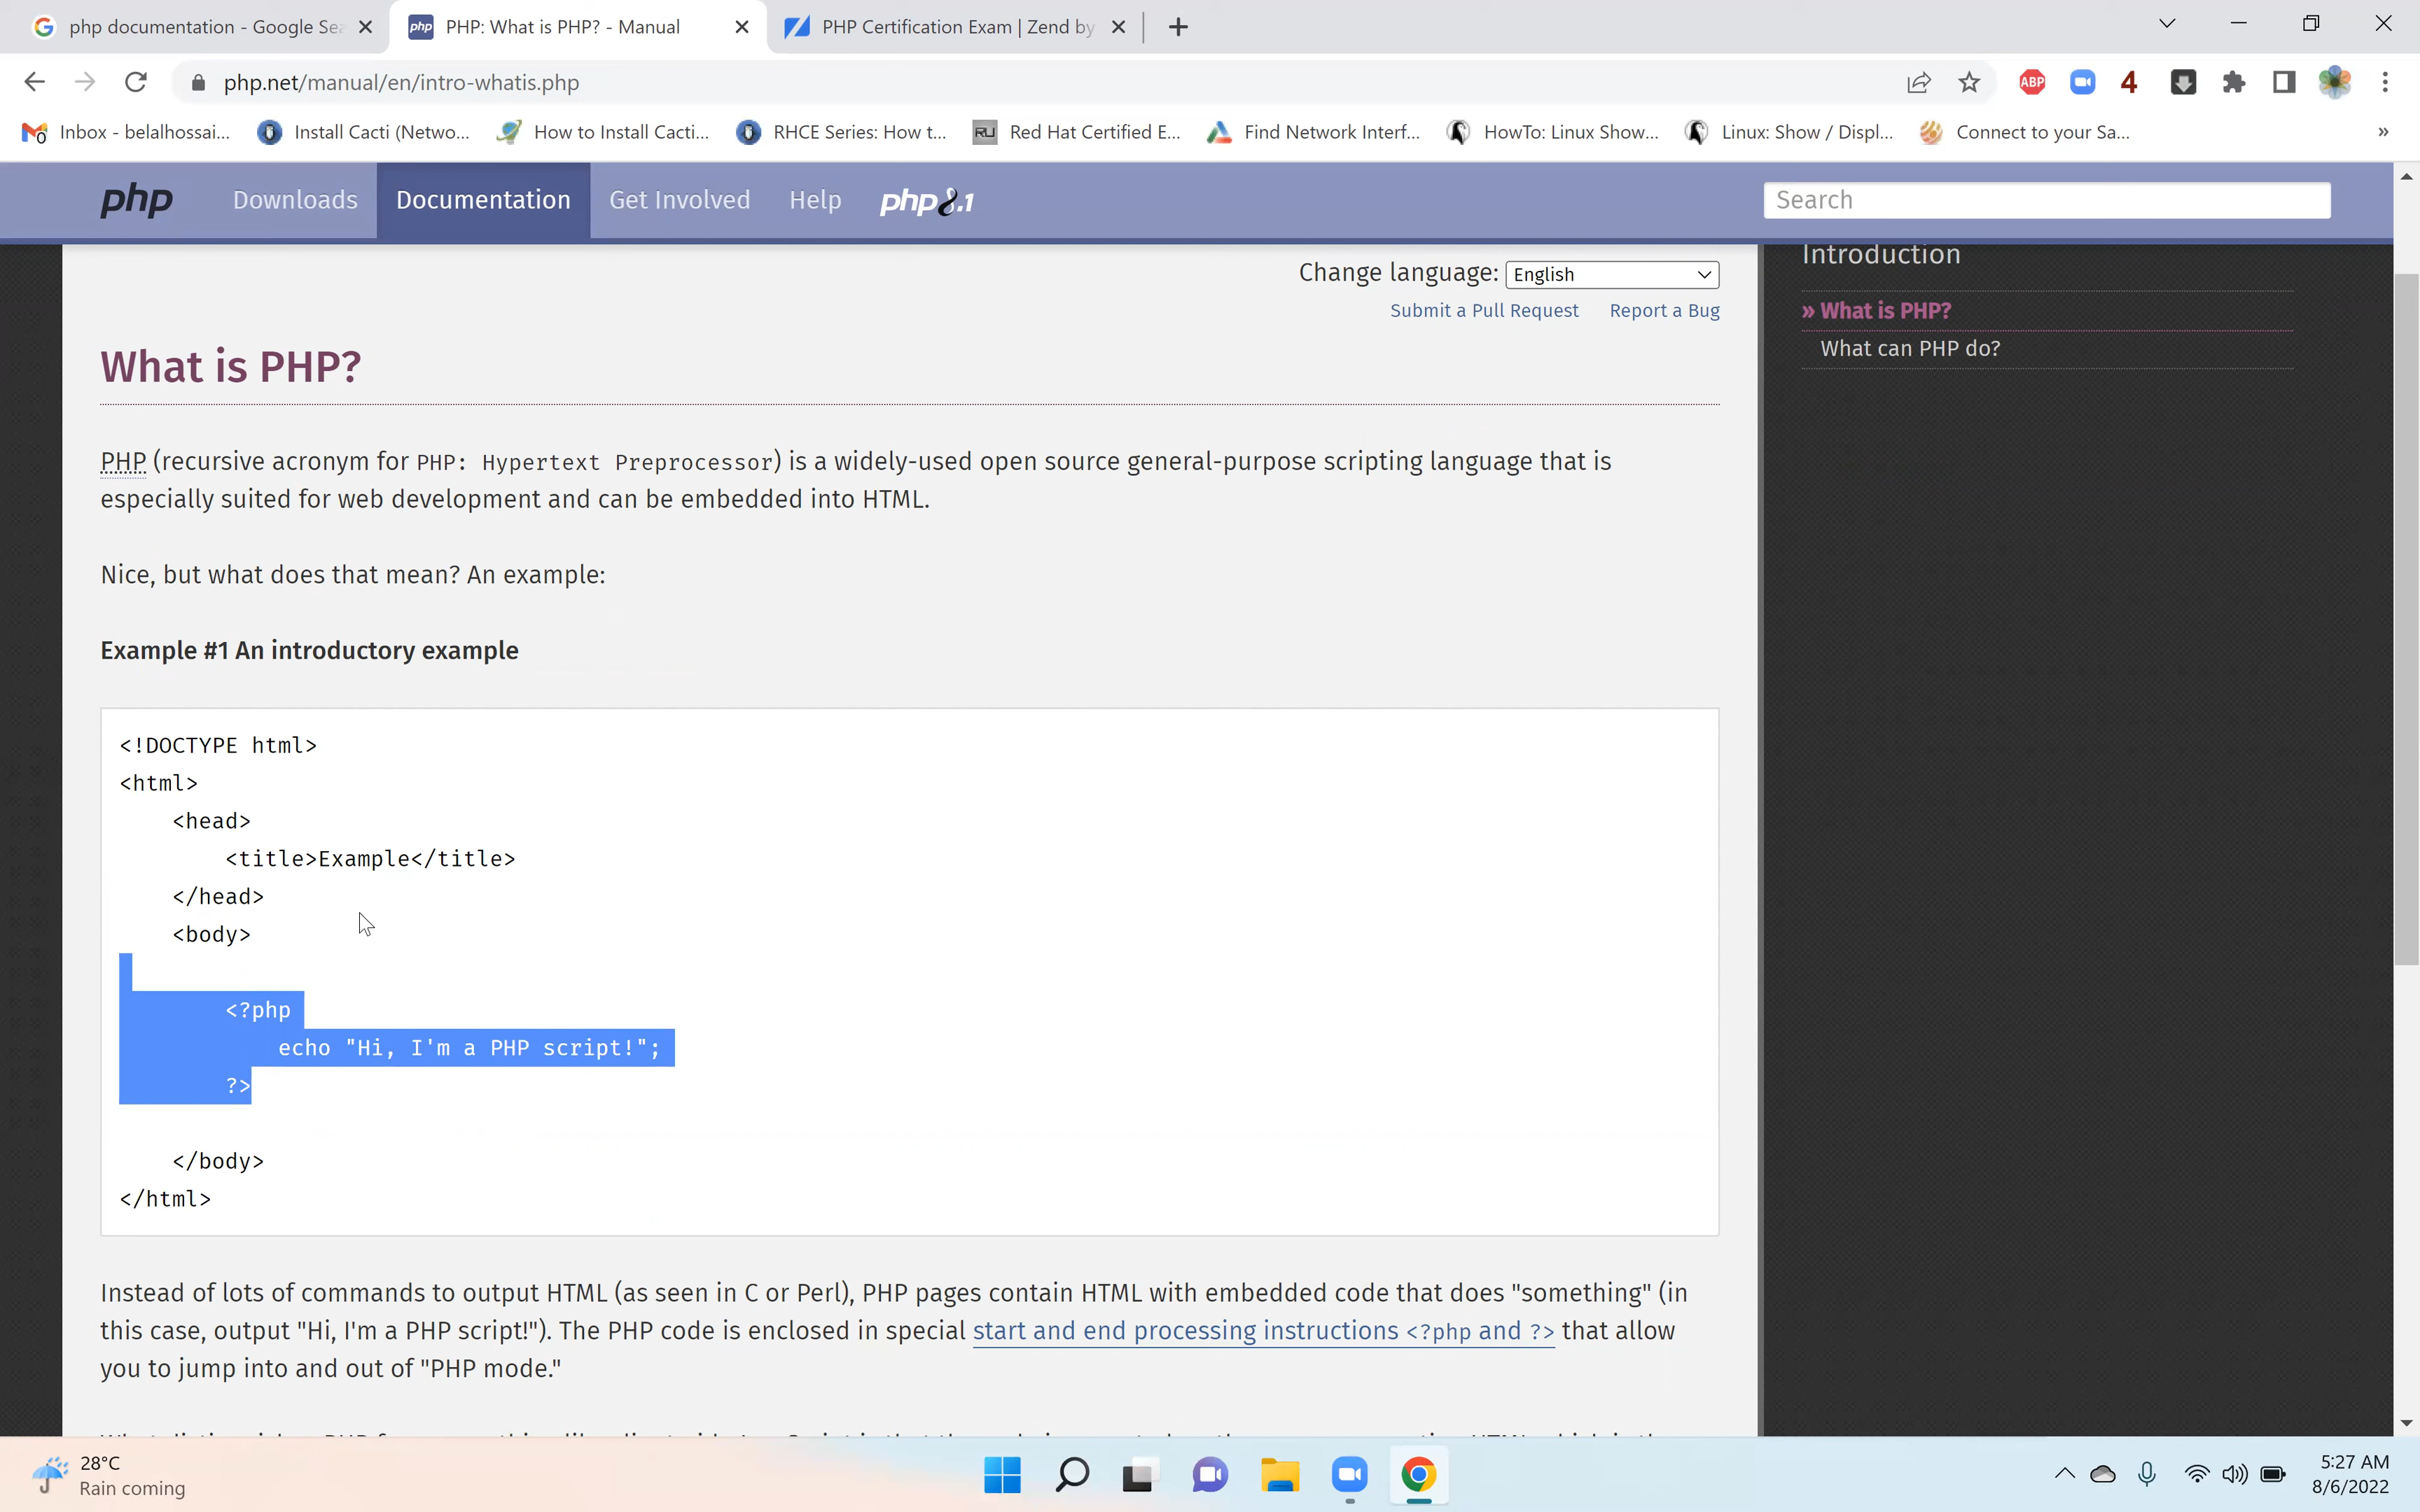 php documentation - Google Sea
PHP: What is PHP? - Manual
PHP Certification Exam | Zend by
php.net/manual/en/intro-whatis.php
ABP
4
Inbox - belalhossai...
Install Cacti (Netwo...
How to Install Cacti...
RHCE Series: How t...
RU
Red Hat Certified E...
Find Network Interf...
HowTo: Linux Show...
Linux: Show / Displ...
Connect to your Sa...
»
php
Downloads
Documentation
Get Involved
Help
php8.1
Search
Change language: English
Submit a Pull Request
Report a Bug
Introduction
» What is PHP?
What can PHP do?
What is PHP?
PHP (recursive acronym for PHP: Hypertext Preprocessor) is a widely-used open source general-purpose scripting language that is
especially suited for web development and can be embedded into HTML.
Nice, but what does that mean? An example:
Example #1 An introductory example
<!DOCTYPE html>
<html>
    <head>
        <title>Example</title>
    </head>
    <body>
        <?php
            echo "Hi, I'm a PHP script!";
        ?>
    </body>
</html>
Instead of lots of commands to output HTML (as seen in C or Perl), PHP pages contain HTML with embedded code that does "something" (in
this case, output "Hi, I'm a PHP script!"). The PHP code is enclosed in special start and end processing instructions <?php and ?> that allow
you to jump into and out of "PHP mode."
28°C
Rain coming
5:27 AM
8/6/2022